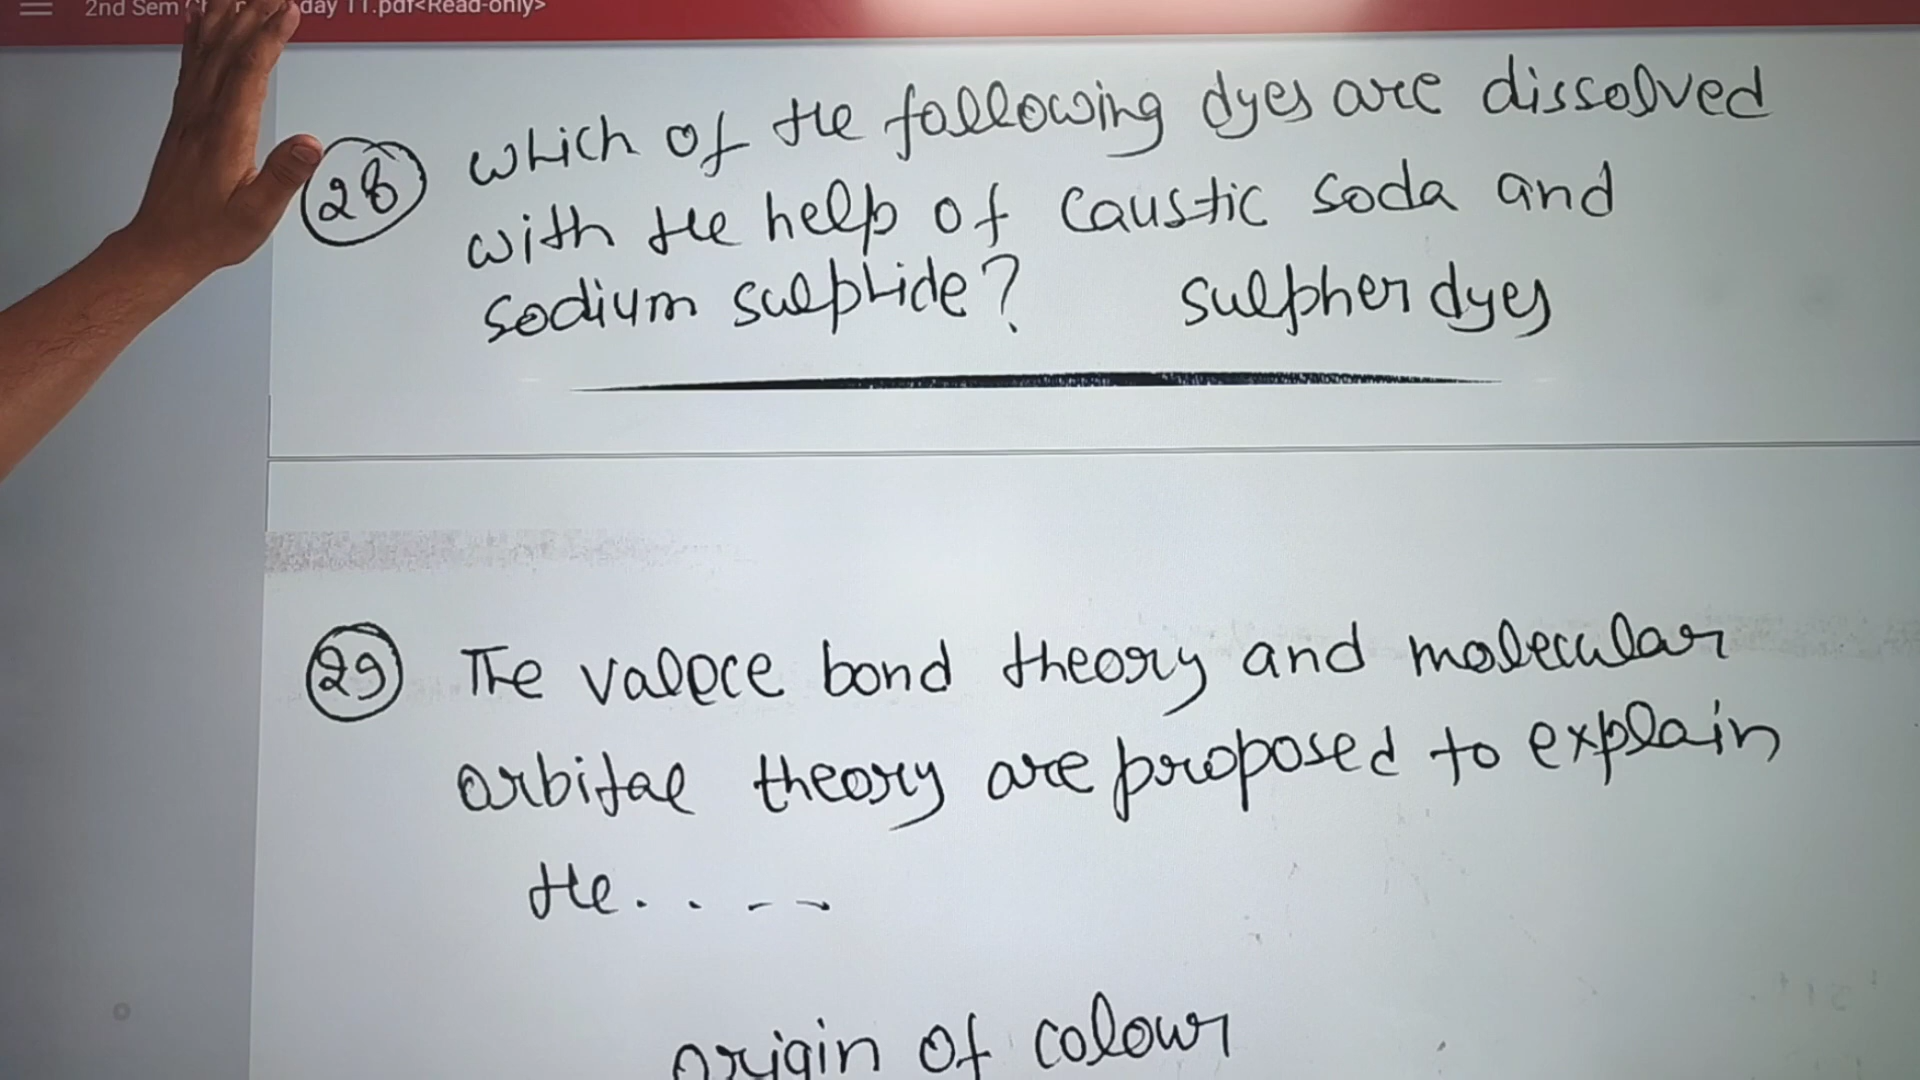 2nd Sem day 11.pdf<Read-only>
28 which of the following dyes are dissolved
with the help of caustic soda and
sodium sulphide? sulpher dyes
29 The valece bond theory and molecular
orbital theory are proposed to explain
the. . - -
origin of colour